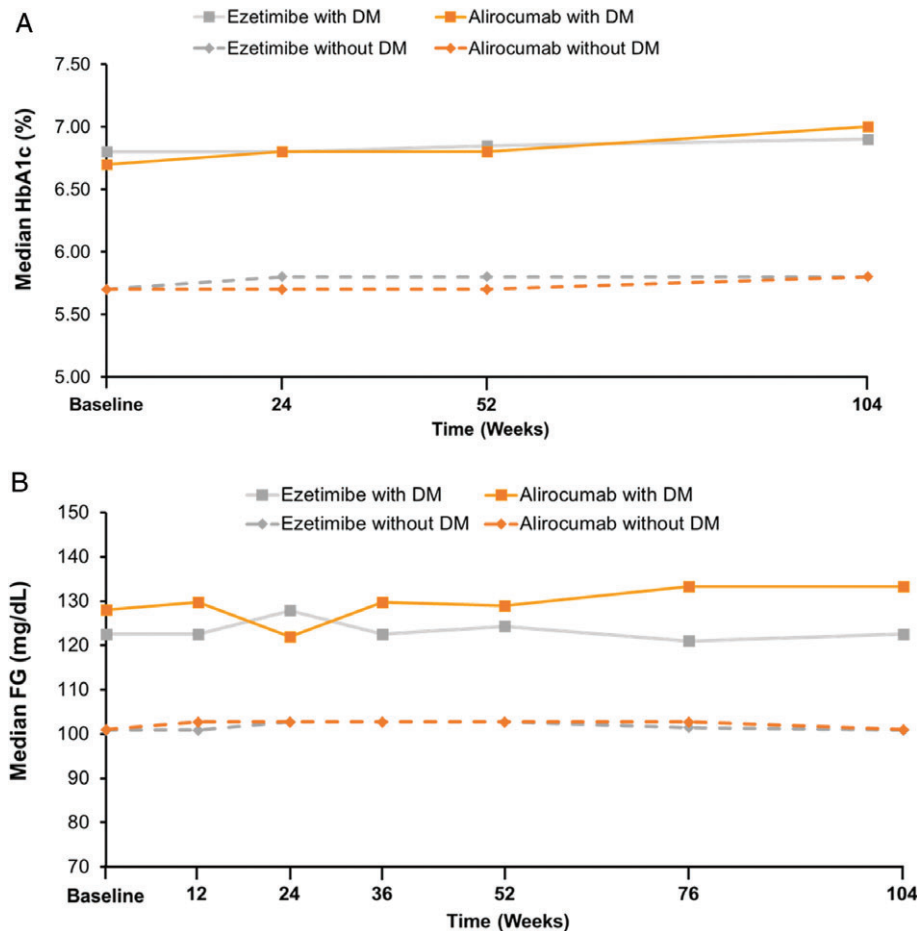 A
Ezetimibe with DM Alirocumab with DM
Ezetimibe without DM Alirocumab without DM
7.50
7.00
6.50
6.00
5.50
5.00
Median HbA1c (%)
Baseline 24 52 104
Time (Weeks)
B
Ezetimibe with DM Alirocumab with DM
Ezetimibe without DM Alirocumab without DM
150
140
130
120
110
100
90
80
70
Median FG (mg/dL)
Baseline 12 24 36 52 76 104
Time (Weeks)